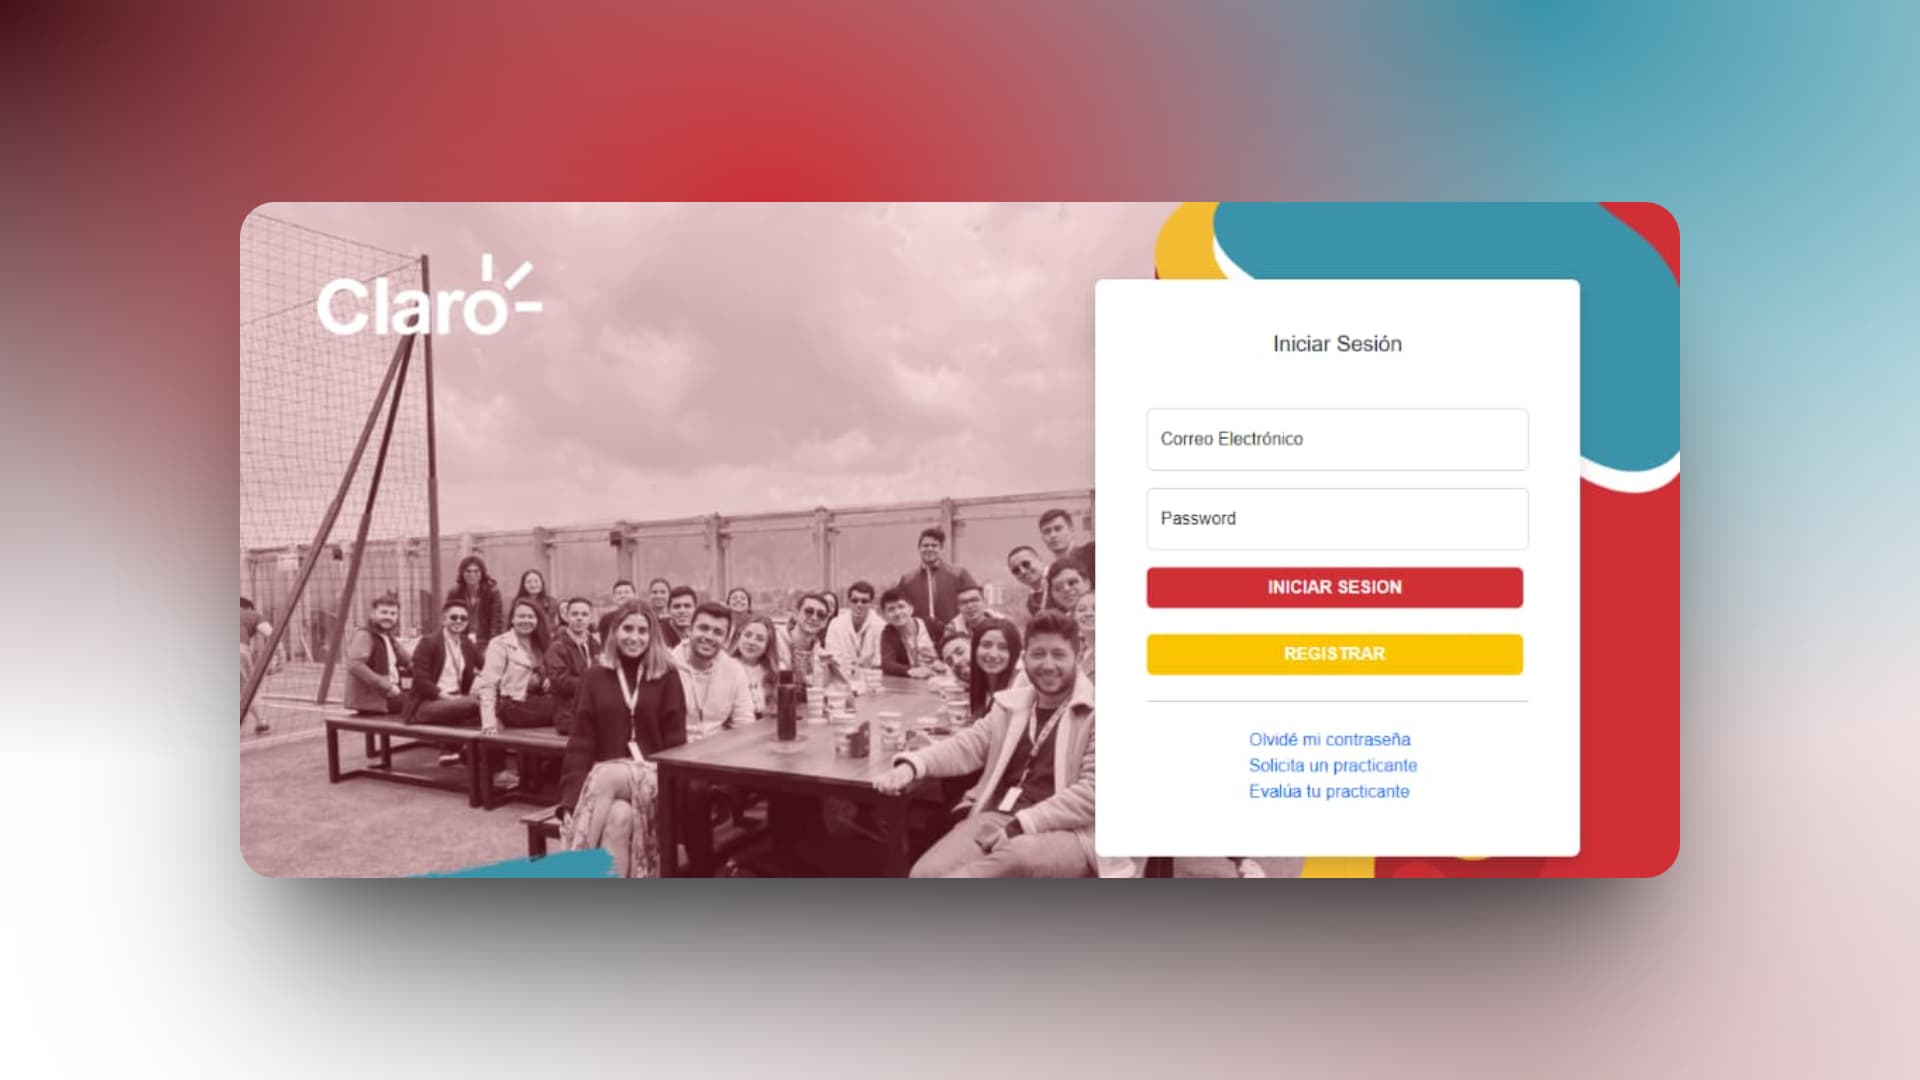 Claro
Iniciar Sesión
Correo Electrónico
Password
INICIAR SESION
REGISTRAR
Olvidé mi contraseña
Solicita un practicante
Evalúa tu practicante